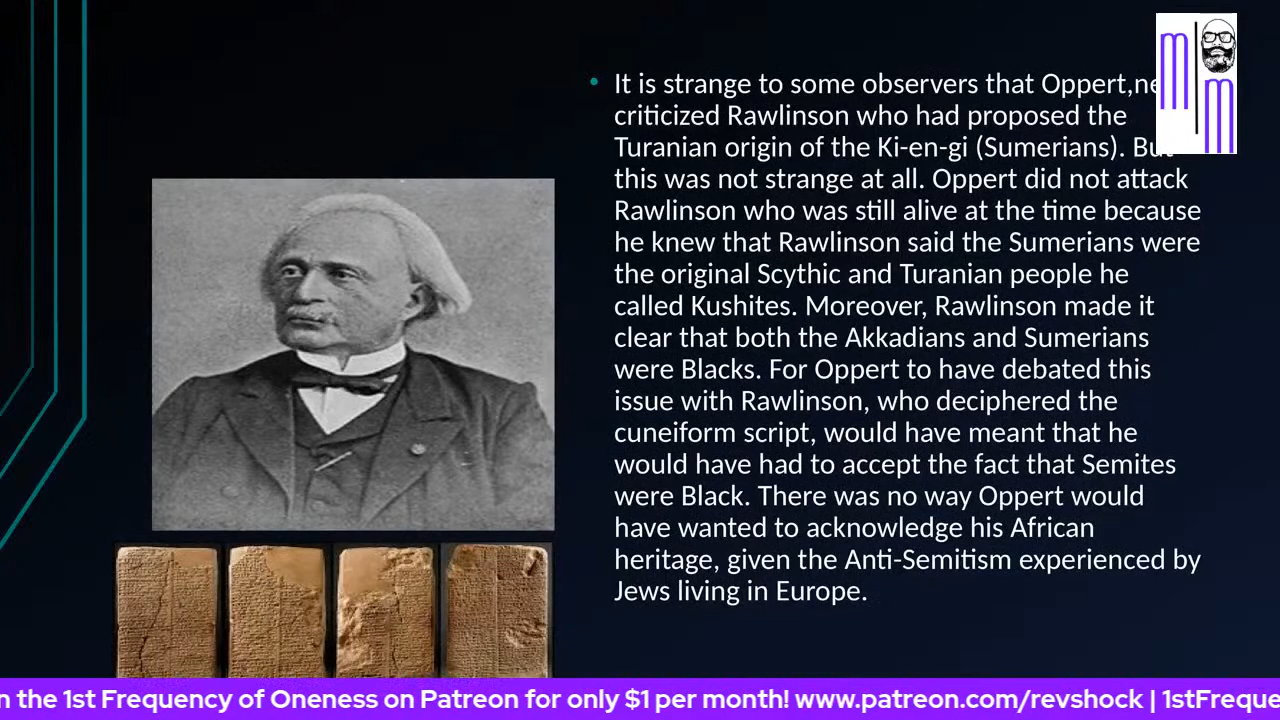 It is strange to some observers that Oppert,ne
criticized Rawlinson who had proposed the
Turanian origin of the Ki-en-gi (Sumerians). But
this was not strange at all. Oppert did not attack
Rawlinson who was still alive at the time because
he knew that Rawlinson said the Sumerians were
the original Scythic and Turanian people he
called Kushites. Moreover, Rawlinson made it
clear that both the Akkadians and Sumerians
were Blacks. For Oppert to have debated this
issue with Rawlinson, who deciphered the
cuneiform script, would have meant that he
would have had to accept the fact that Semites
were Black. There was no way Oppert would
have wanted to acknowledge his African
heritage, given the Anti-Semitism experienced by
Jews living in Europe.
m
m
n the 1st Frequency of Oneness on Patreon for only $1 per month! www.patreon.com/revshock | 1stFreque